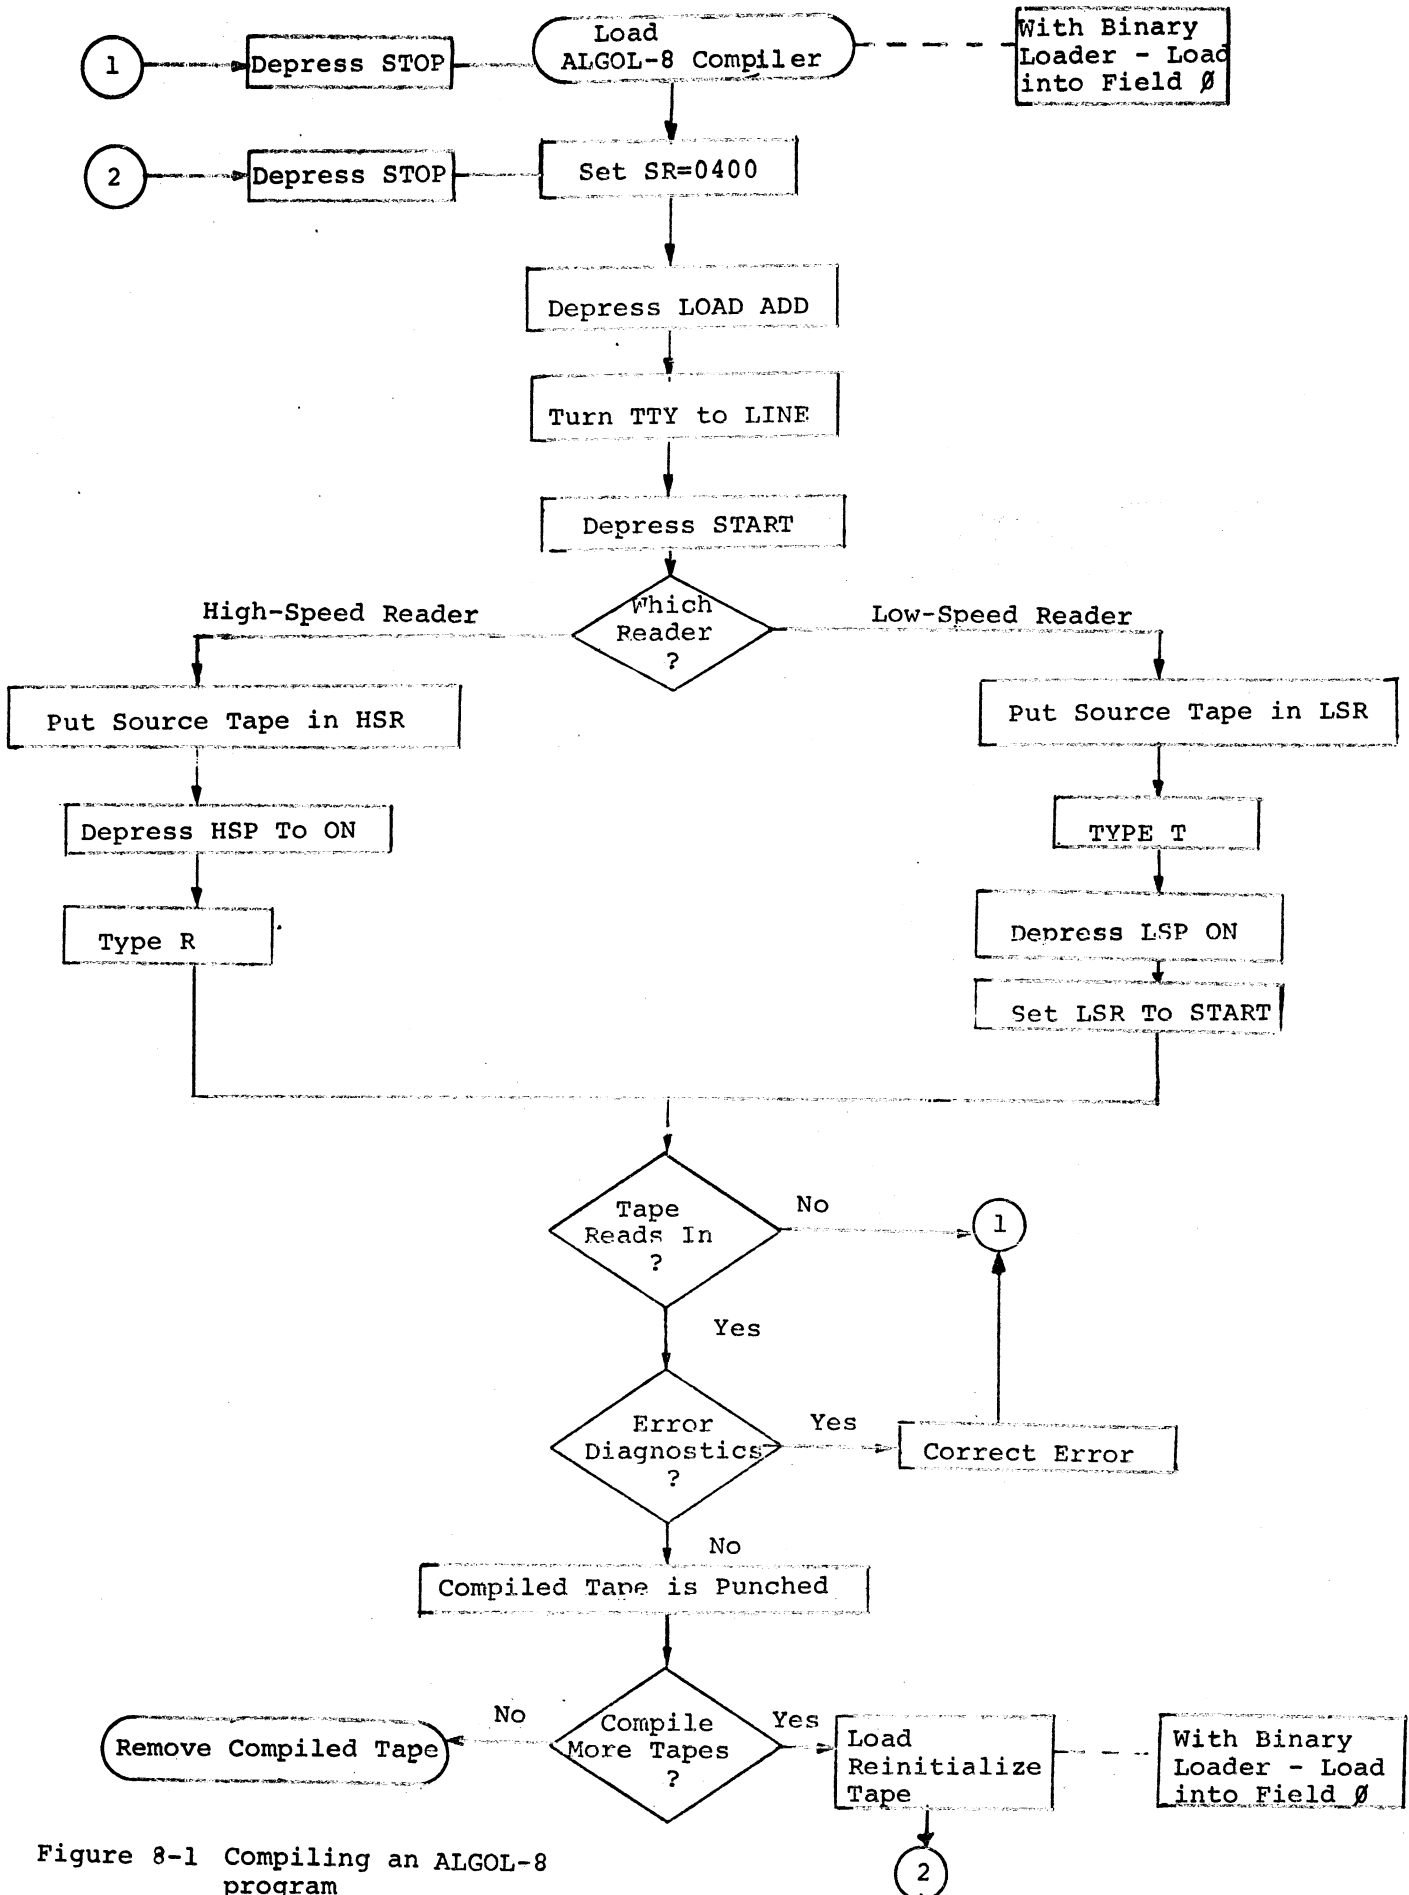 Load
ALGOL-8 Compiler
With Binary
Loader - Load
into Field Ø
1
Depress STOP
2
Depress STOP
Set SR=0400
Depress LOAD ADD
Turn TTY to LINE
Depress START
Which
Reader
?
High-Speed Reader
Low-Speed Reader
Put Source Tape in HSR
Put Source Tape in LSR
Depress HSP To ON
TYPE T
Type R
Depress LSP ON
Set LSR To START
Tape
Reads In
?
No
1
Yes
Error
Diagnostics
?
Yes
Correct Error
No
Compiled Tape is Punched
Compile
More Tapes
?
No
Remove Compiled Tape
Yes
Load
Reinitialize
Tape
With Binary
Loader - Load
into Field Ø
2
Figure 8-1 Compiling an ALGOL-8
program